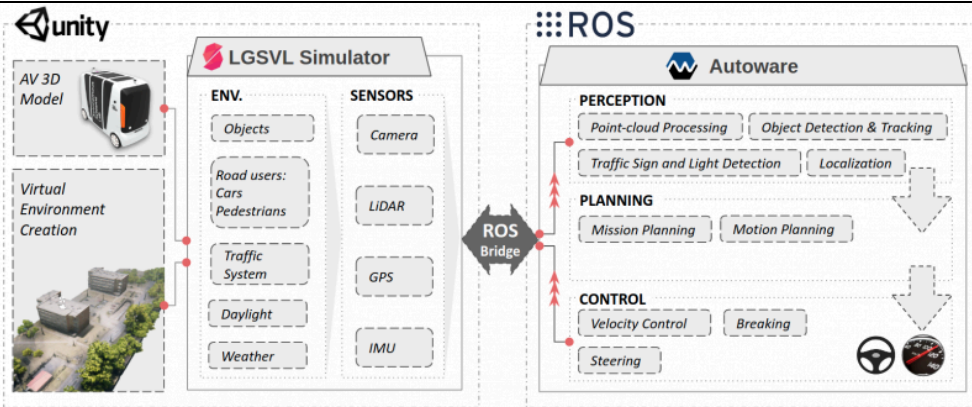 unity
ROS
LGSVL Simulator
Autoware
AV 3D
Model
Virtual
Environment
Creation
ENV.
Objects
Road users:
Cars
Pedestrians
Traffic
System
Daylight
Weather
SENSORS
Camera
LiDAR
GPS
IMU
ROS
Bridge
PERCEPTION
Point-cloud Processing
Object Detection & Tracking
Traffic Sign and Light Detection
Localization
PLANNING
Mission Planning
Motion Planning
CONTROL
Velocity Control
Breaking
Steering